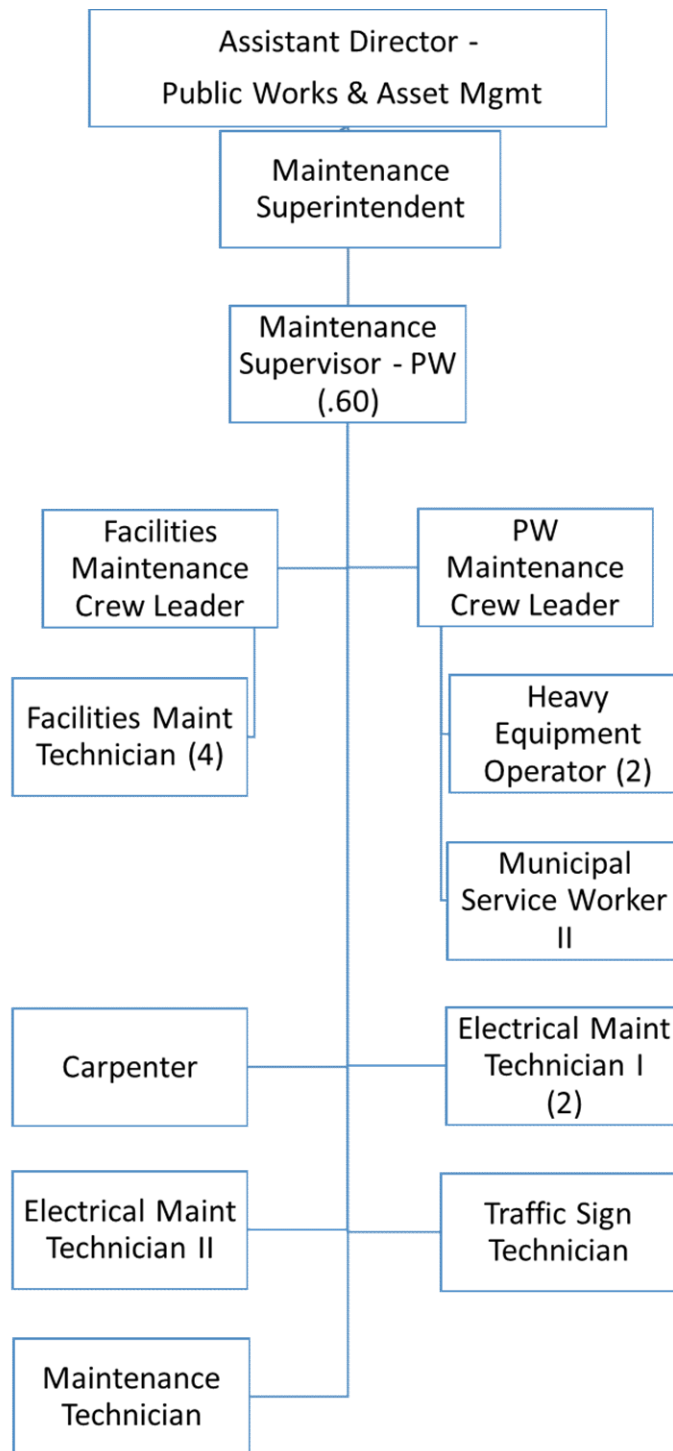 Assistant Director -
Public Works & Asset Mgmt
Maintenance
Superintendent
Maintenance
Supervisor - PW
(.60)
Facilities
Maintenance
Crew Leader
PW
Maintenance
Crew Leader
Facilities Maint
Technician (4)
Heavy
Equipment
Operator (2)
Municipal
Service Worker
II
Carpenter
Electrical Maint
Technician I
(2)
Electrical Maint
Technician II
Traffic Sign
Technician
Maintenance
Technician